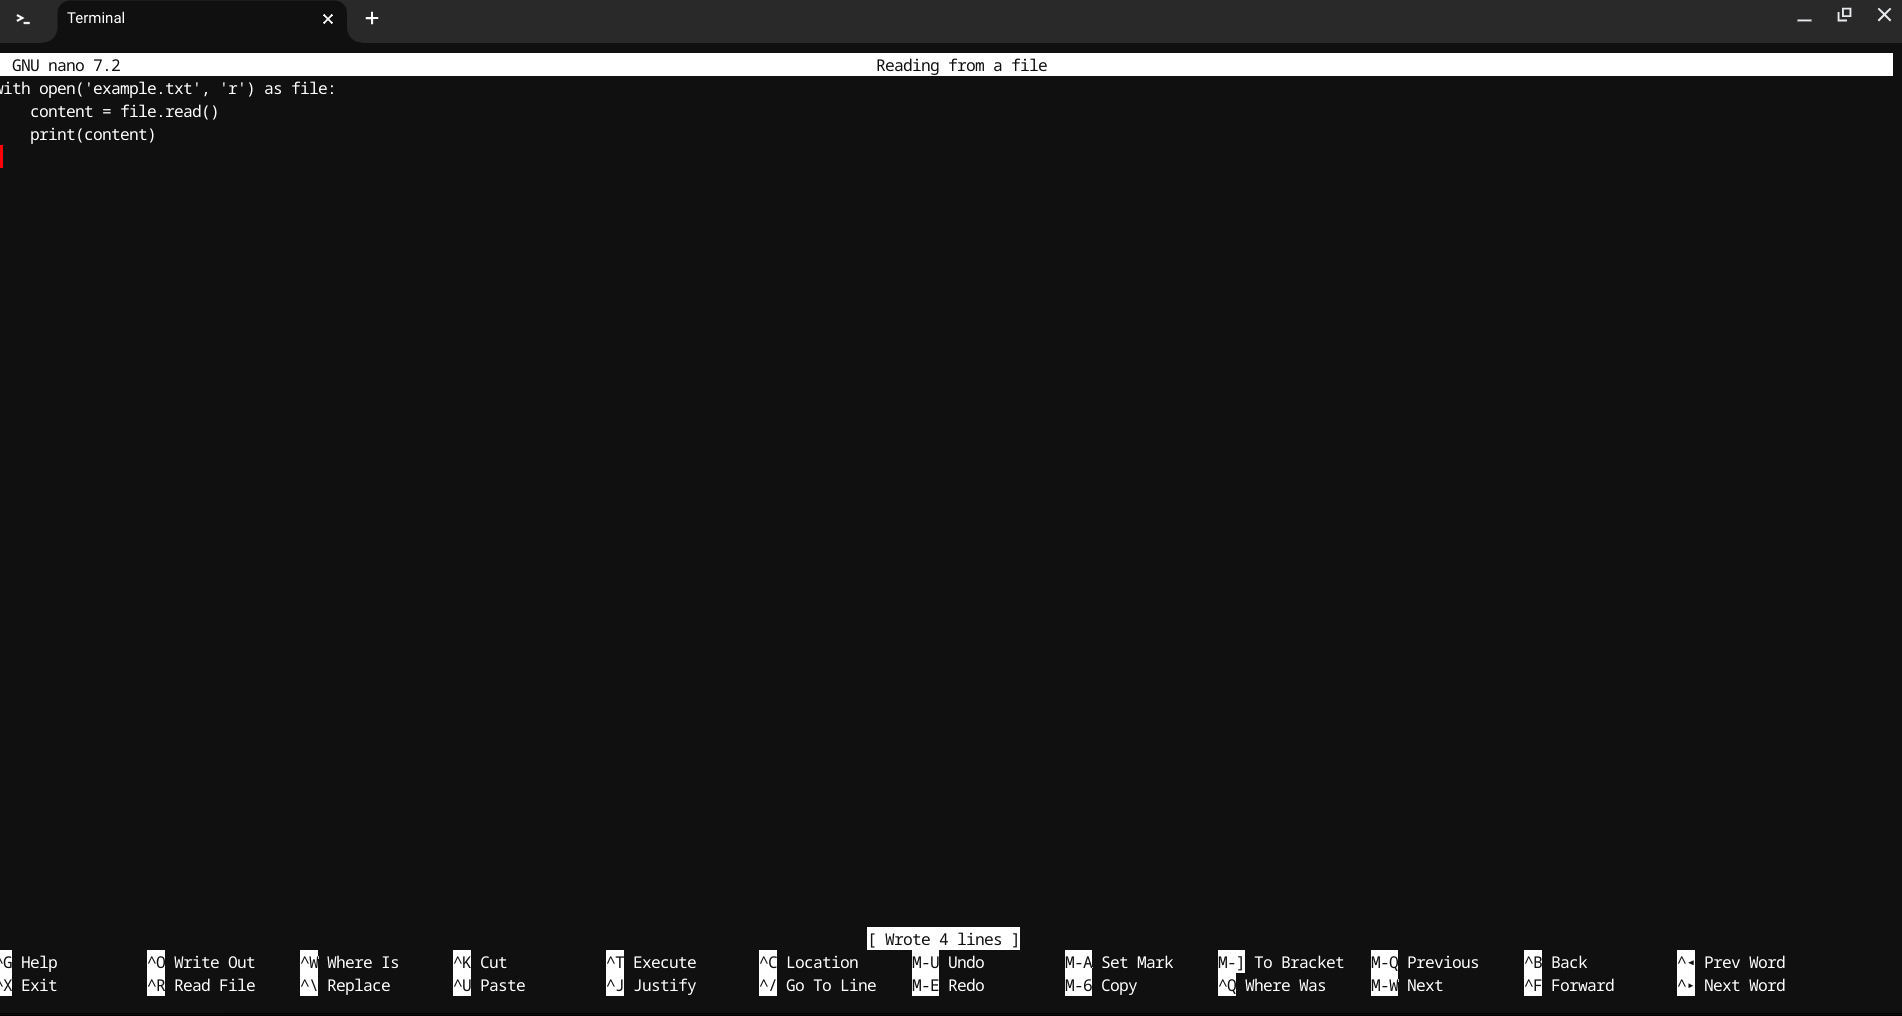 Terminal
GNU nano 7.2 Reading from a file
with open('example.txt', 'r') as file:
    content = file.read()
    print(content)
[ Wrote 4 lines ]
^G Help ^O Write Out ^W Where Is ^K Cut ^T Execute ^C Location M-U Undo M-A Set Mark M-] To Bracket M-Q Previous ^B Back ^◂ Prev Word
^X Exit ^R Read File ^\ Replace ^U Paste ^J Justify ^/ Go To Line M-E Redo M-6 Copy ^Q Where Was M-W Next ^F Forward ^▸ Next Word